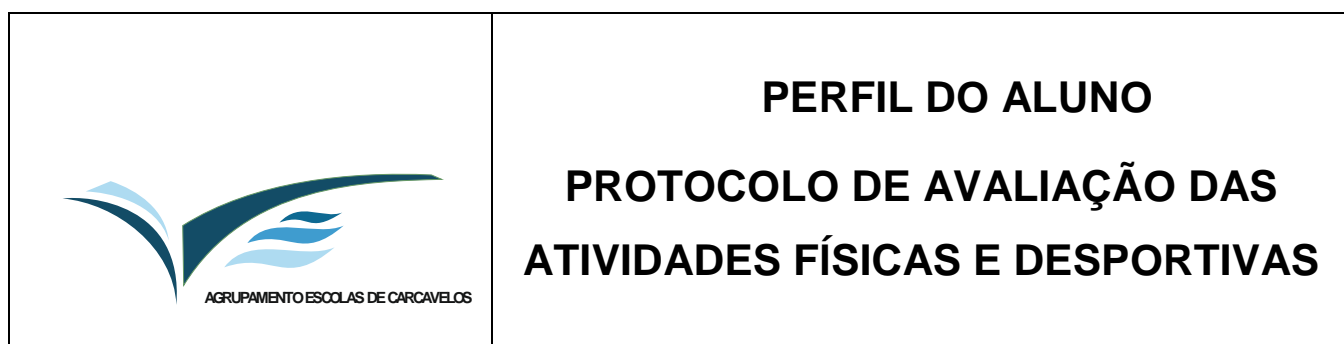 AGRUPAMENTO ESCOLAS DE CARCAVELOS
PERFIL DO ALUNO
PROTOCOLO DE AVALIAÇÃO DAS
ATIVIDADES FÍSICAS E DESPORTIVAS